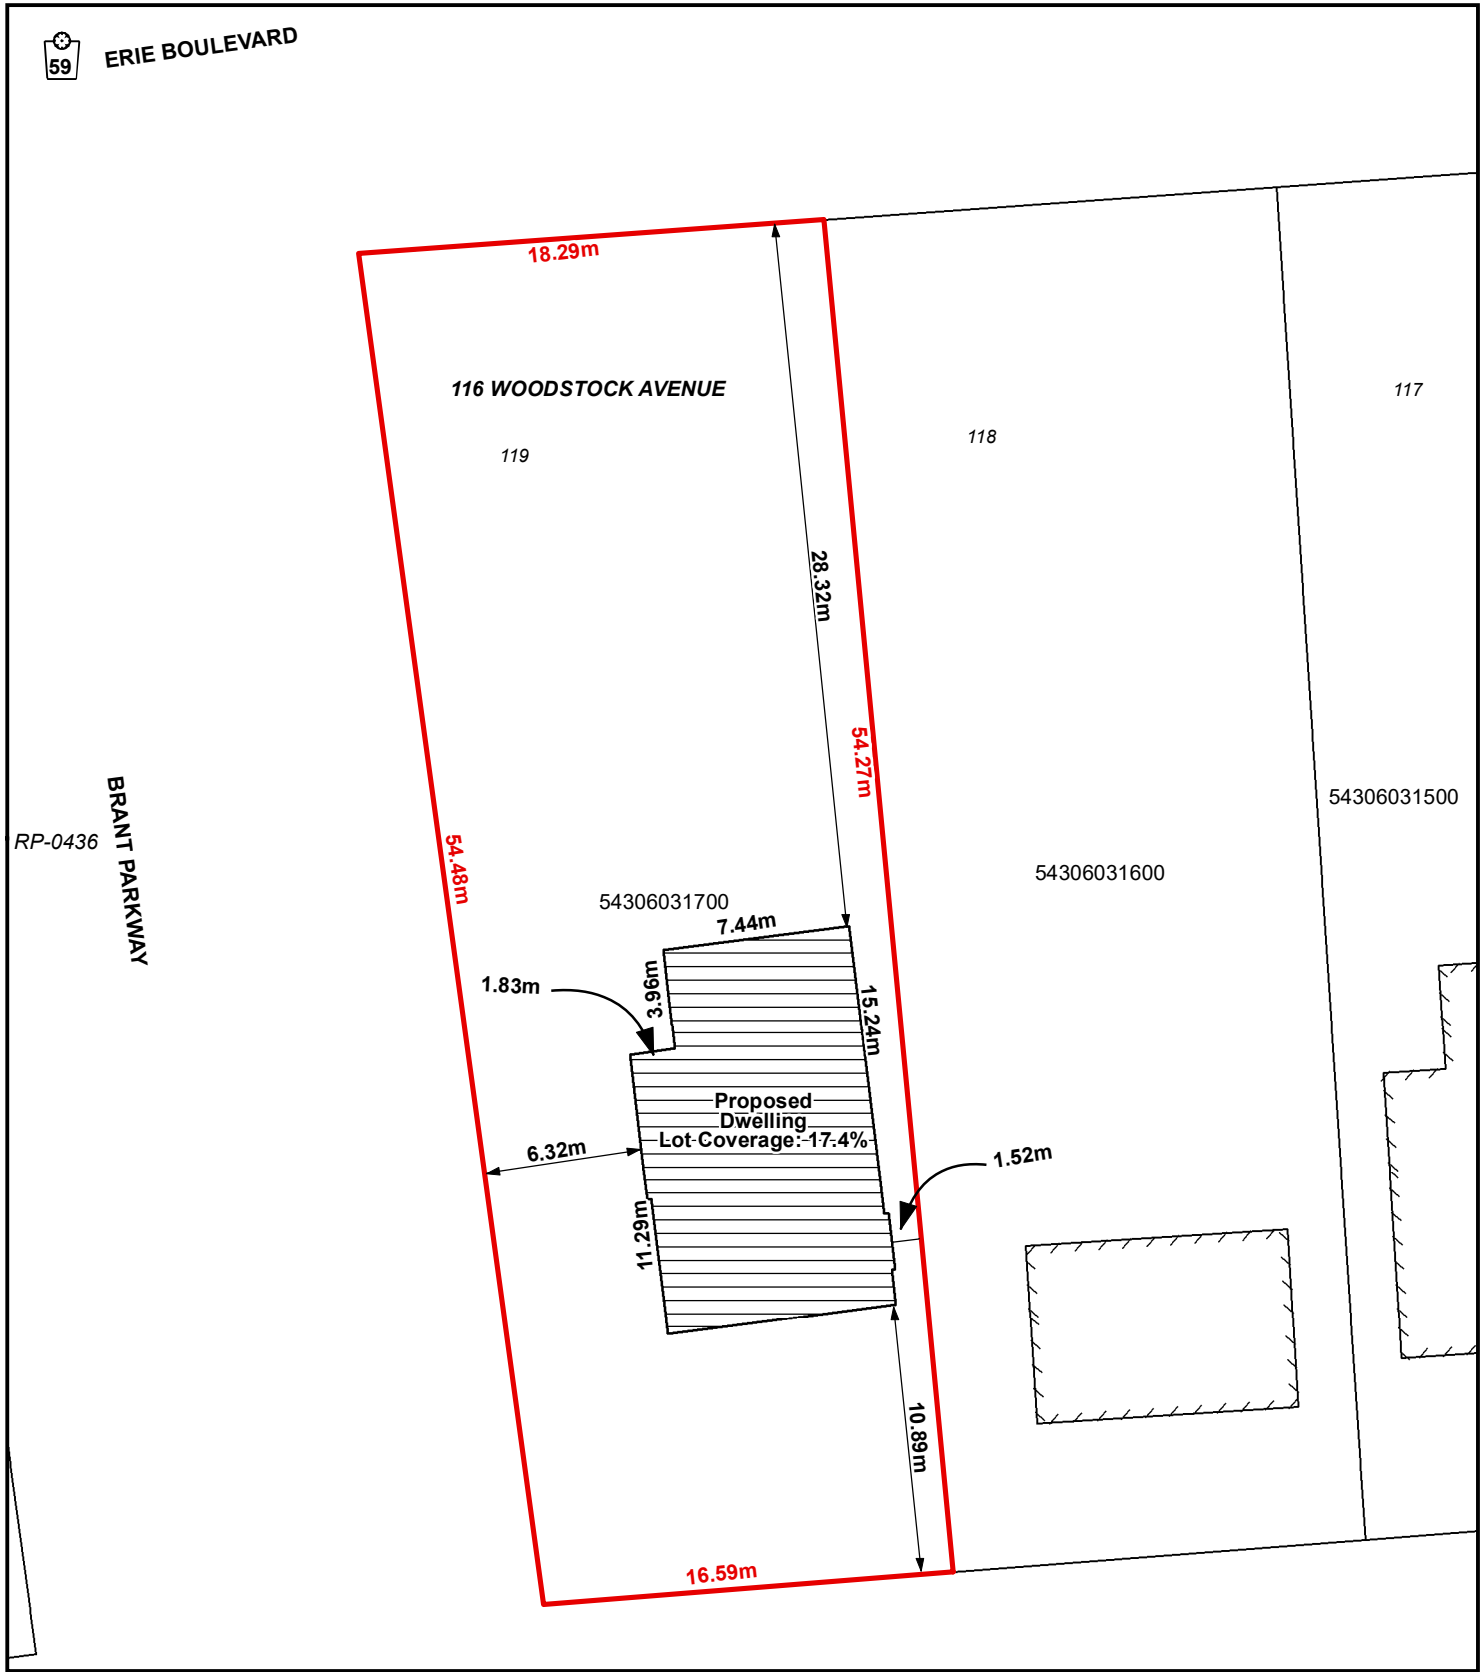 59
ERIE BOULEVARD
18.29m
116 WOODSTOCK AVENUE
117
118
119
28.32m
54.27m
BRANT PARKWAY
54306031500
RP-0436
54.48m
54306031600
54306031700
7.44m
1.83m
3.96m
15.24m
Proposed
Dwelling
Lot Coverage: 17.4%
6.32m
1.52m
11.29m
10.89m
16.59m